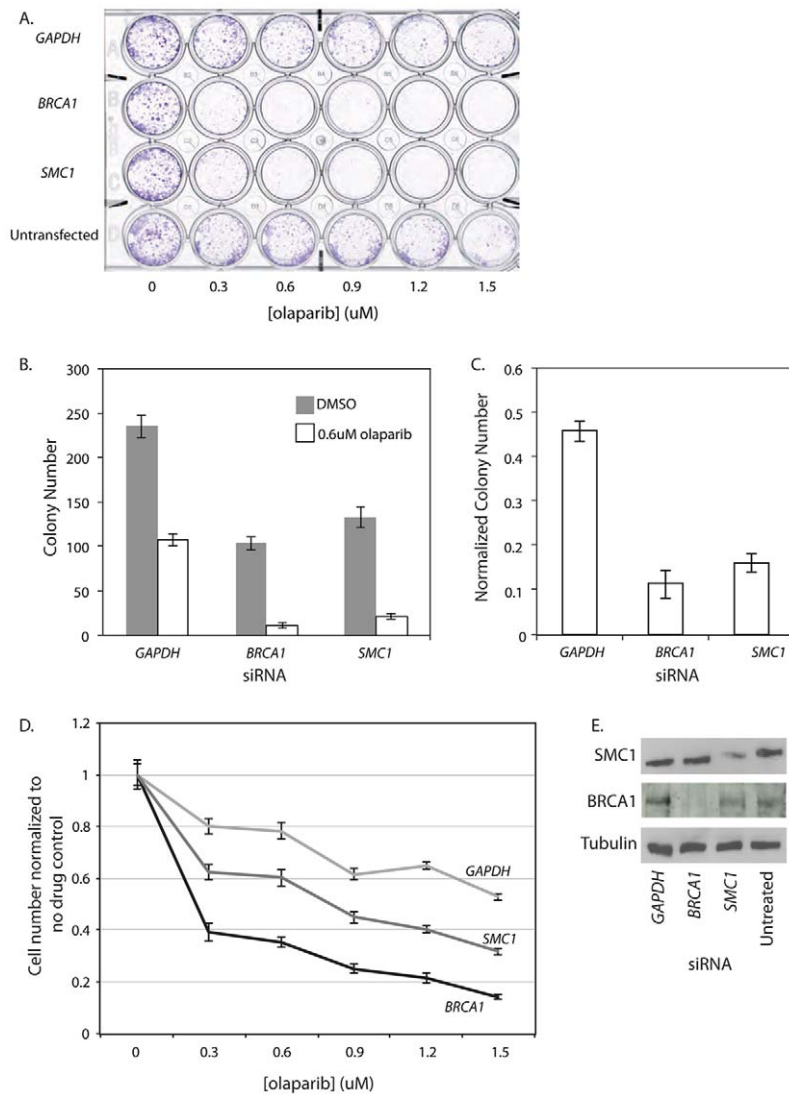 A.
GAPDH
BRCA1
SMC1
Untransfected
0 0.3 0.6 0.9 1.2 1.5
[olaparib] (uM)
B.
300
250
200
150
100
50
0
Colony Number
DMSO
0.6uM olaparib
GAPDH BRCA1 SMC1
siRNA
C.
0.6
0.5
0.4
0.3
0.2
0.1
0
Normalized Colony Number
GAPDH BRCA1 SMC1
siRNA
D.
1.2
1
0.8
0.6
0.4
0.2
0
Cell number normalized to
no drug control
GAPDH
SMC1
BRCA1
0 0.3 0.6 0.9 1.2 1.5
[olaparib] (uM)
E.
SMC1
BRCA1
Tubulin
GAPDH
BRCA1
SMC1
Untreated
siRNA